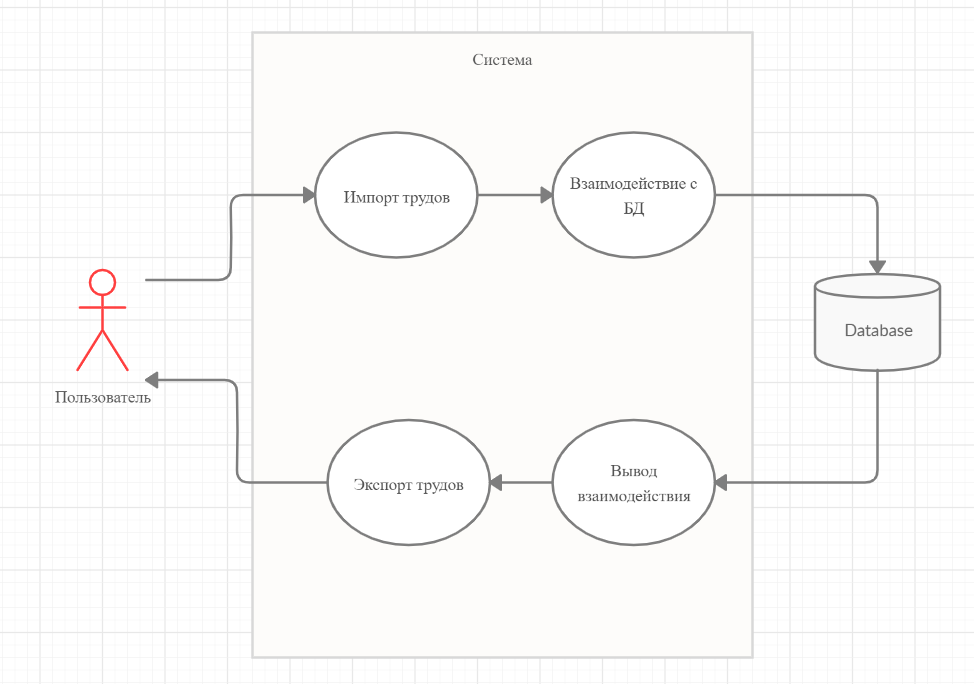 Система
Импорт трудов
Взаимодействие с
БД
Database
Пользователь
Экспорт трудов
Вывод
взаимодействия